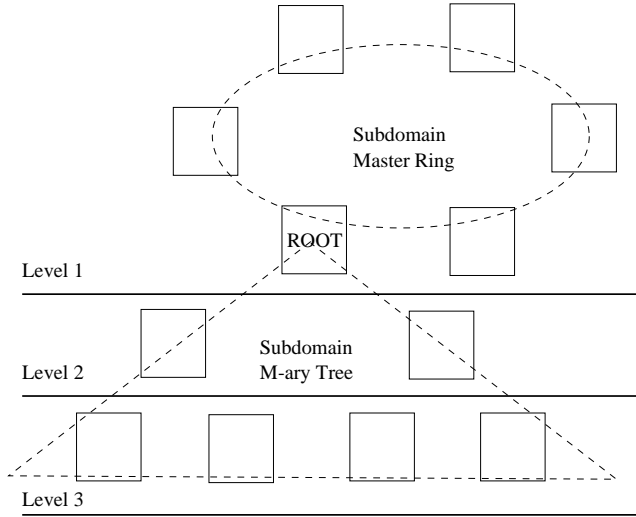 Subdomain
Master Ring
ROOT
Level 1
Subdomain
M-ary Tree
Level 2
Level 3